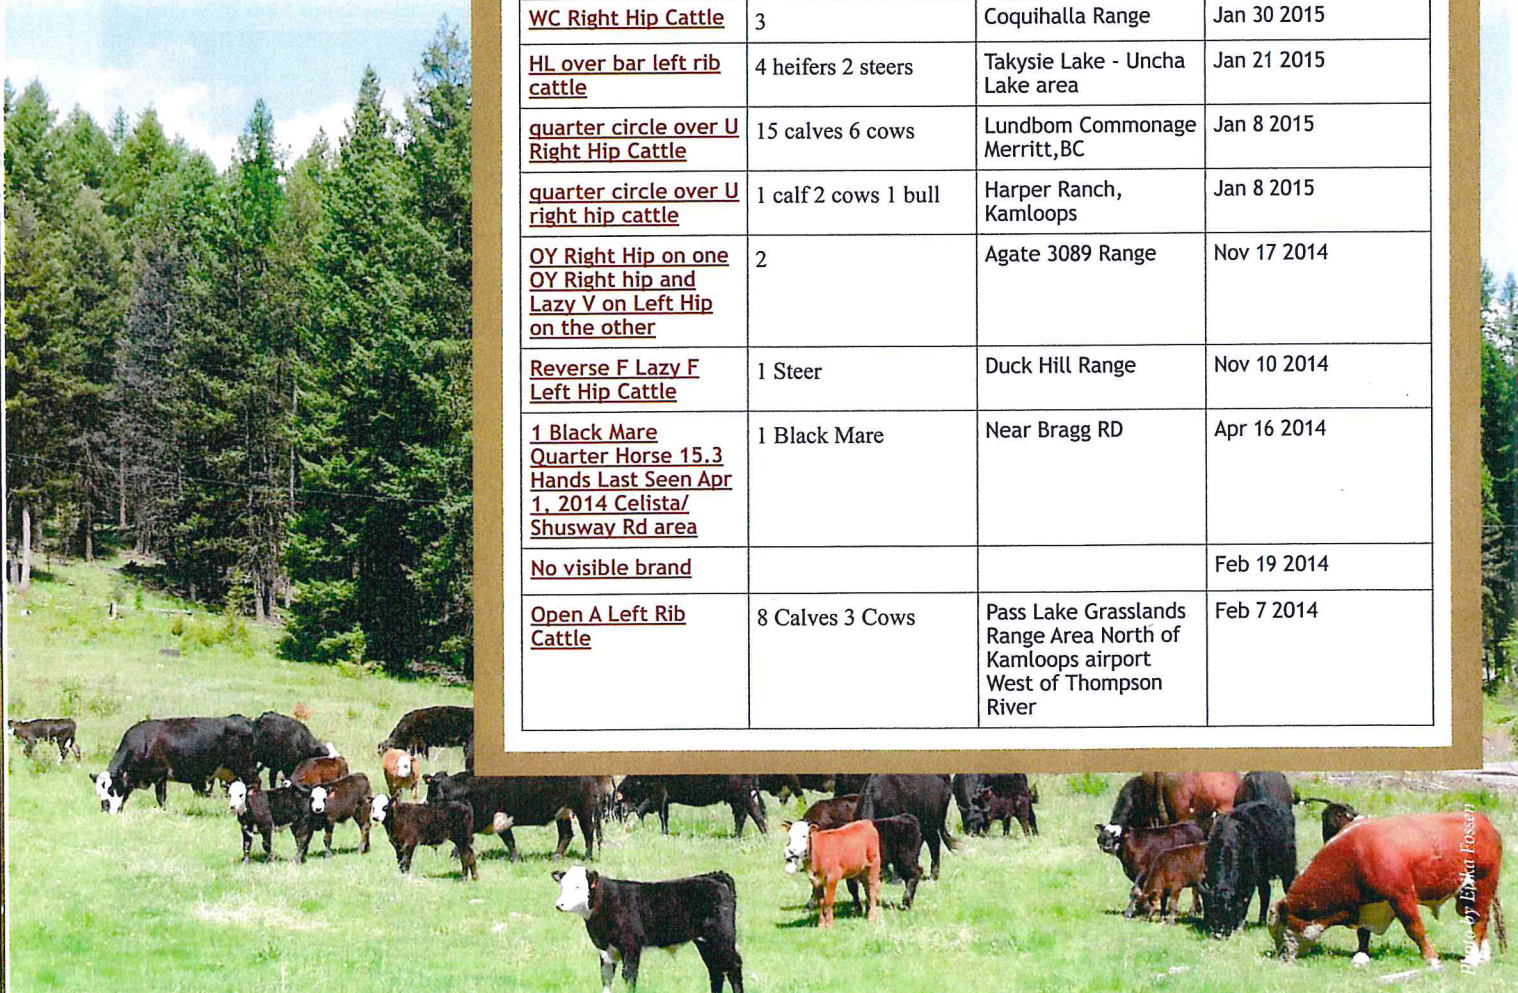 WC Right Hip Cattle 3 Coquihalla Range Jan 30 2015
HL over bar left rib 4 heifers 2 steers Takysie Lake - Uncha Jan 21 2015
cattle Lake area
quarter circle over U 15 calves 6 cows Lundbom Commonage Jan 8 2015
Right Hip Cattle Merritt,BC
quarter circle over U 1 calf 2 cows 1 bull Harper Ranch, Jan 8 2015
right hip cattle Kamloops
OY Right Hip on one 2 Agate 3089 Range Nov 17 2014
OY Right hip and
Lazy V on Left Hip
on the other
Reverse F Lazy F 1 Steer Duck Hill Range Nov 10 2014
Left Hip Cattle
1 Black Mare 1 Black Mare Near Bragg RD Apr 16 2014
Quarter Horse 15.3
Hands Last Seen Apr
1, 2014 Celista/
Shusway Rd area
No visible brand Feb 19 2014
Open A Left Rib 8 Calves 3 Cows Pass Lake Grasslands Feb 7 2014
Cattle Range Area North of
Kamloops airport
West of Thompson
River
Photo by Erika Fossen